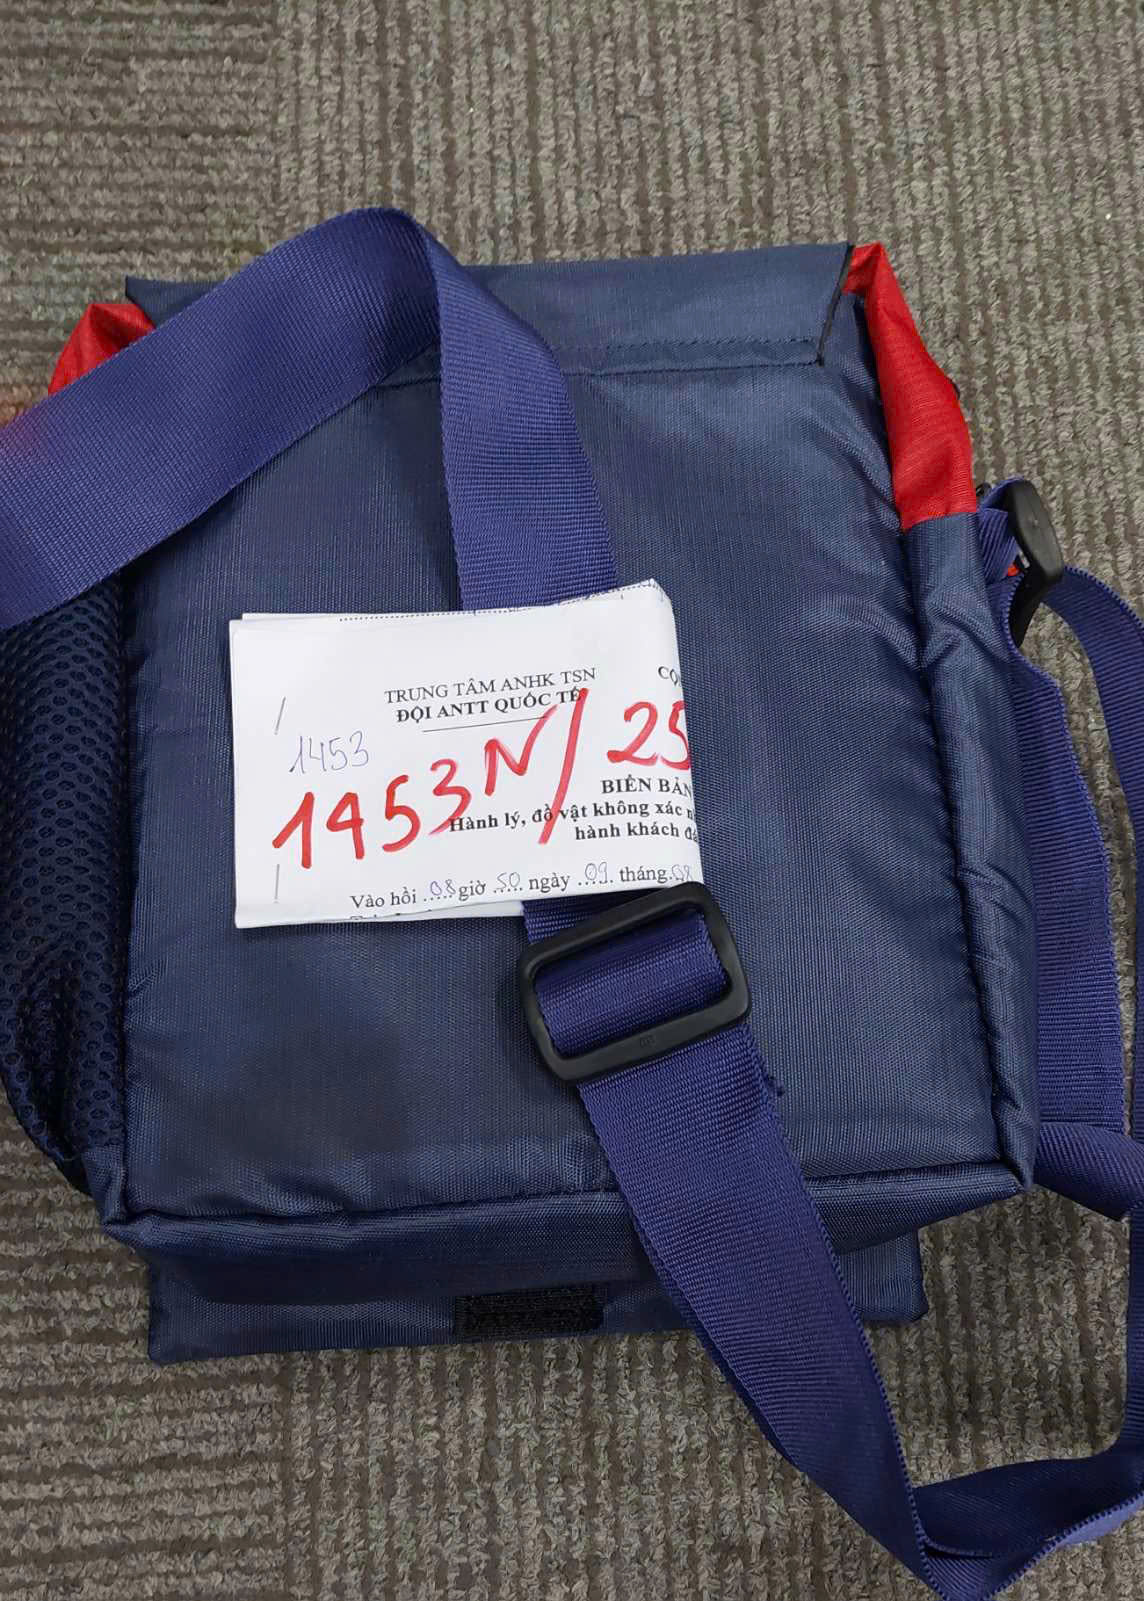 TRUNG TÂM ANHK TSN
ĐỘI ANTT QUỐC TẾ
1453
1453N/25
BIÊN BẢN
Hành lý, đồ vật không xác
hành khách
Vào hồi 08 giờ 50 ngày 09 tháng 08